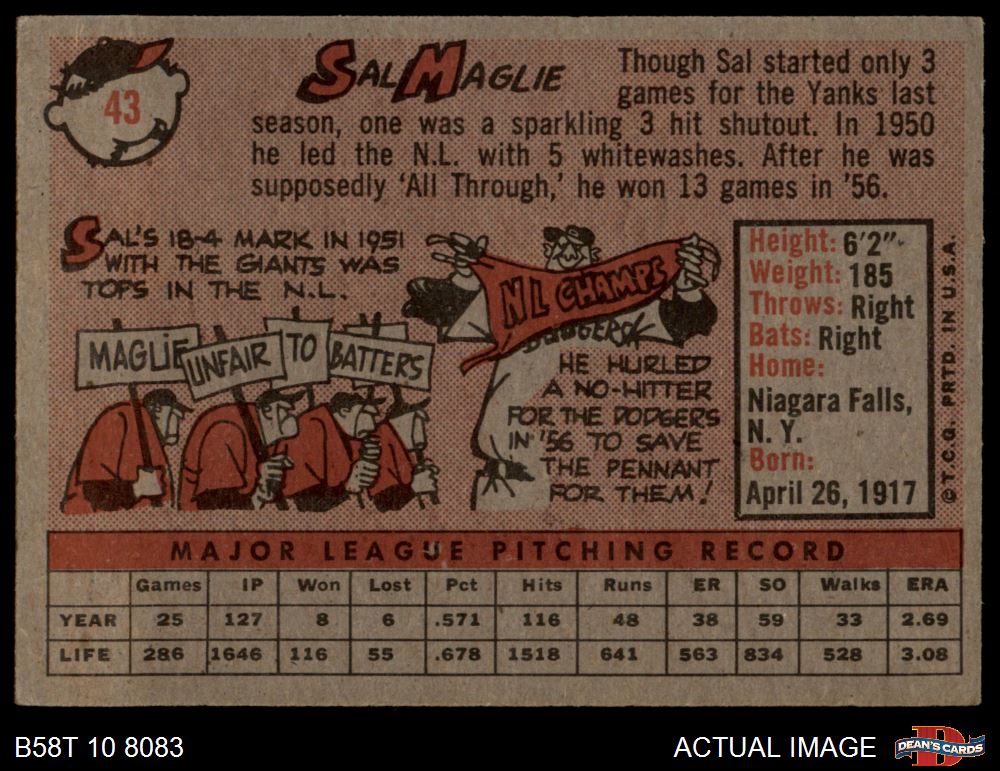 43
SAL MAGLIE
Though Sal started only 3
games for the Yanks last
season, one was a sparkling 3 hit shutout. In 1950
he led the N.L. with 5 whitewashes. After he was
supposedly 'All Through,' he won 13 games in '56.
SAL'S 18-4 MARK IN 1951
WITH THE GIANTS WAS
TOPS IN THE N.L.
MAGLIE UNFAIR TO BATTERS
NL CHAMPS
DODGERS
HE HURLED
A NO-HITTER
FOR THE DODGERS
IN '56 TO SAVE
THE PENNANT
FOR THEM!
Height: 6'2"
Weight: 185
Throws: Right
Bats: Right
Home:
Niagara Falls,
N. Y.
Born:
April 26, 1917
©T.C.G. PRTD. IN U.S.A.
MAJOR LEAGUE PITCHING RECORD
Games IP Won Lost Pct Hits Runs ER SO Walks ERA
YEAR 25 127 8 6 .571 116 48 38 59 33 2.69
LIFE 286 1646 116 55 .678 1518 641 563 834 528 3.08
B58T 10 8083
ACTUAL IMAGE
D
DEAN'S CARDS